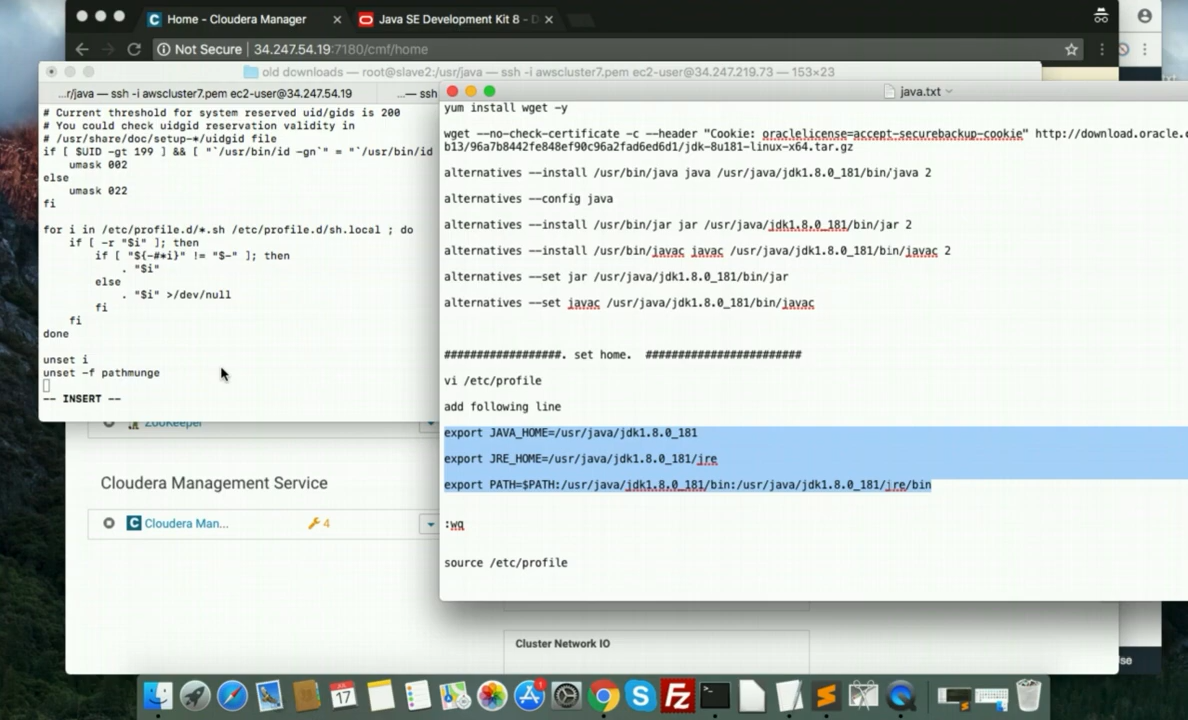 Home - Cloudera Manager
Java SE Development Kit 8 - D
Not Secure
34.247.54.19:7180/cmf/home
old downloads — root@slave2:/usr/java — ssh -i awscluster7.pem ec2-user@34.247.219.73 — 153×23
...r/java — ssh -i awscluster7.pem ec2-user@34.247.54.19
...— ssh
# Current threshold for system reserved uid/gids is 200
# You could check uidgid reservation validity in
# /usr/share/doc/setup-*/uidgid file
if [ $UID -gt 199 ] && [ "`/usr/bin/id -gn`" = "`/usr/bin/id
umask 002
else
umask 022
fi
for i in /etc/profile.d/*.sh /etc/profile.d/sh.local ; do
if [ -r "$i" ]; then
if [ "${-#*i}" != "$-" ]; then
. "$i"
else
. "$i" >/dev/null
fi
fi
done
unset i
unset -f pathmunge
-- INSERT --
java.txt
yum install wget -y
wget --no-check-certificate -c --header "Cookie: oraclelicense=accept-securebackup-cookie" http://download.oracle.c
b13/96a7b8442fe848ef90c96a2fad6ed6d1/jdk-8u181-linux-x64.tar.gz
alternatives --install /usr/bin/java java /usr/java/jdk1.8.0_181/bin/java 2
alternatives --config java
alternatives --install /usr/bin/jar jar /usr/java/jdk1.8.0_181/bin/jar 2
alternatives --install /usr/bin/javac javac /usr/java/jdk1.8.0_181/bin/javac 2
alternatives --set jar /usr/java/jdk1.8.0_181/bin/jar
alternatives --set javac /usr/java/jdk1.8.0_181/bin/javac
##################. set home. ########################
vi /etc/profile
add following line
export JAVA_HOME=/usr/java/jdk1.8.0_181
export JRE_HOME=/usr/java/jdk1.8.0_181/jre
export PATH=$PATH:/usr/java/jdk1.8.0_181/bin:/usr/java/jdk1.8.0_181/jre/bin
:wq
source /etc/profile
ZooKeeper
Cloudera Management Service
Cloudera Man...
4
Cluster Network IO
se
JUL
17